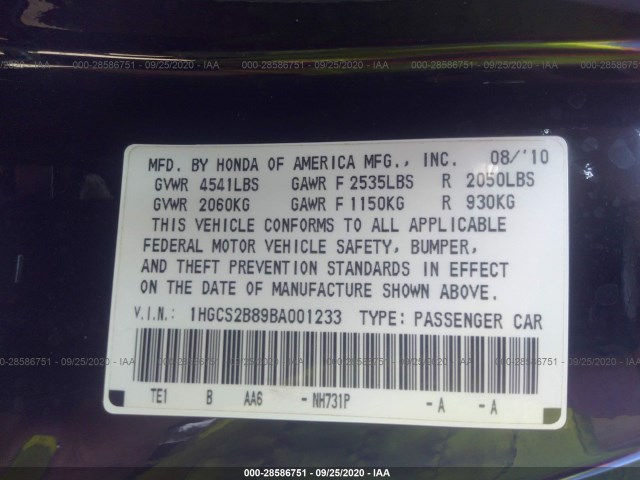 000-28586751 - 09/25/2020 - IAA
MFD. BY HONDA OF AMERICA MFG., INC. 08/'10
GVWR 4541LBS GAWR F 2535LBS R 2050LBS
GVWR 2060KG GAWR F 1150KG R 930KG
THIS VEHICLE CONFORMS TO ALL APPLICABLE
FEDERAL MOTOR VEHICLE SAFETY, BUMPER,
AND THEFT PREVENTION STANDARDS IN EFFECT
ON THE DATE OF MANUFACTURE SHOWN ABOVE.
V.I.N.: 1HGCS2B89BA001233 TYPE: PASSENGER CAR
TE1 B AA6 - NH731P - A - A
000-28586751 - 09/25/2020 - IAA